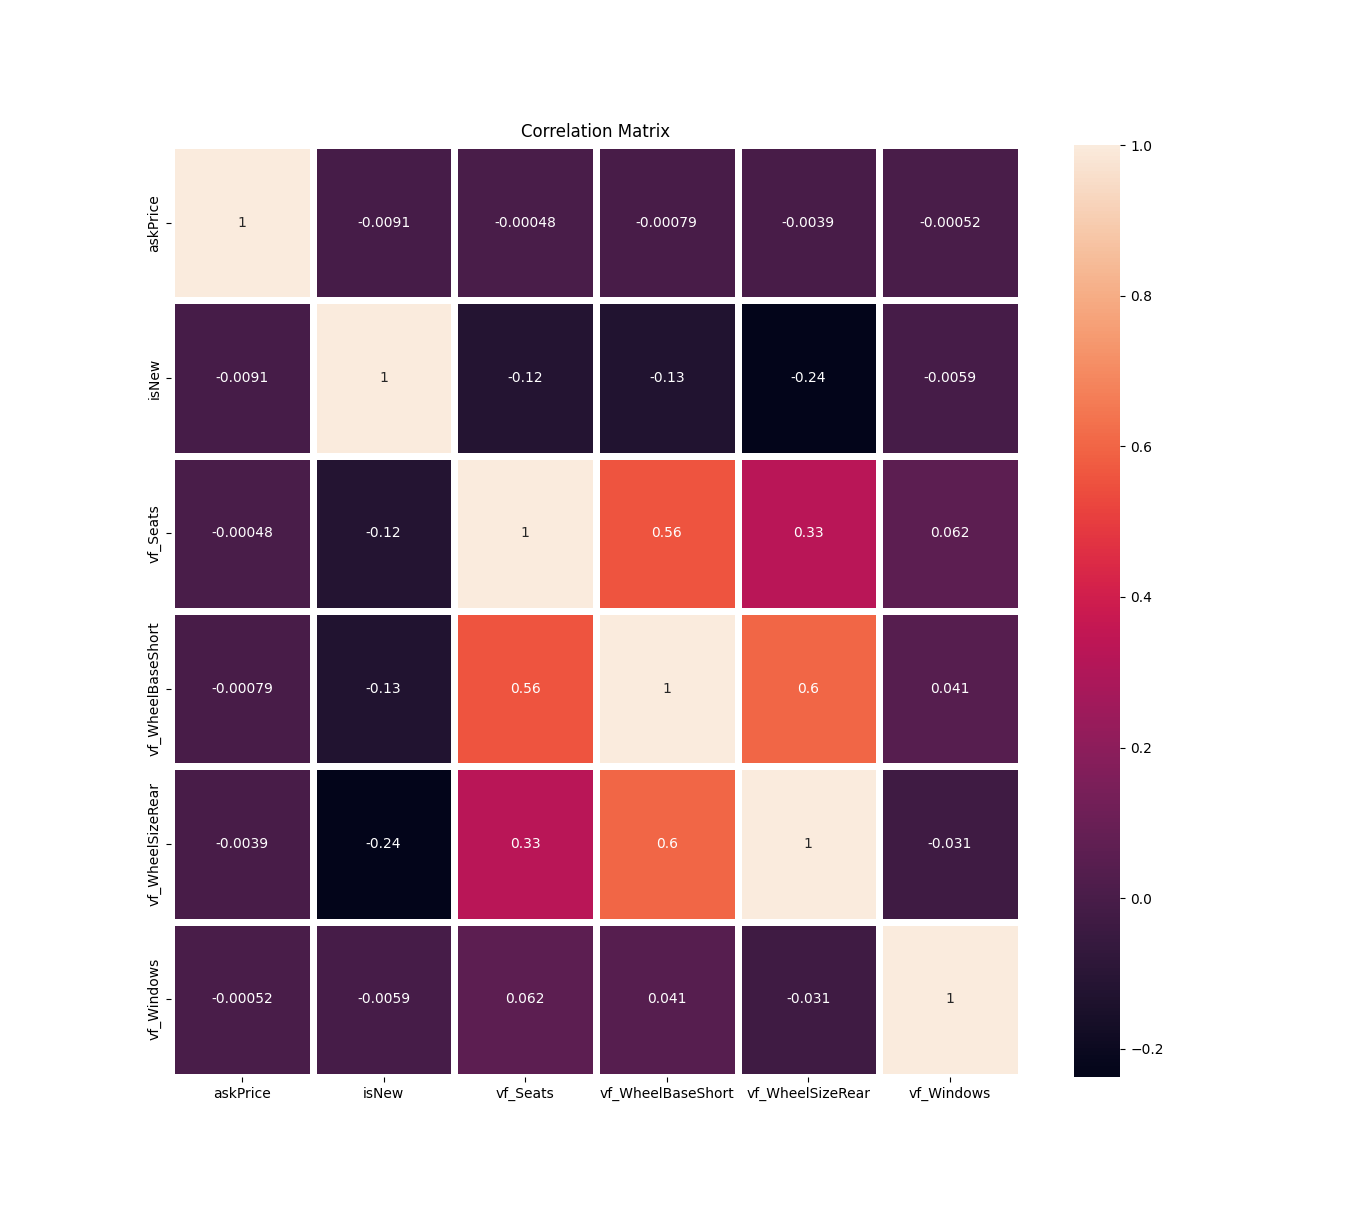 Correlation Matrix
askPrice 1 -0.0091 -0.00048 -0.00079 -0.0039 -0.00052
isNew -0.0091 1 -0.12 -0.13 -0.24 -0.0059
vf_Seats -0.00048 -0.12 1 0.56 0.33 0.062
vf_WheelBaseShort -0.00079 -0.13 0.56 1 0.6 0.041
vf_WheelSizeRear -0.0039 -0.24 0.33 0.6 1 -0.031
vf_Windows -0.00052 -0.0059 0.062 0.041 -0.031 1
askPrice isNew vf_Seats vf_WheelBaseShort vf_WheelSizeRear vf_Windows
1.0
0.8
0.6
0.4
0.2
0.0
−0.2